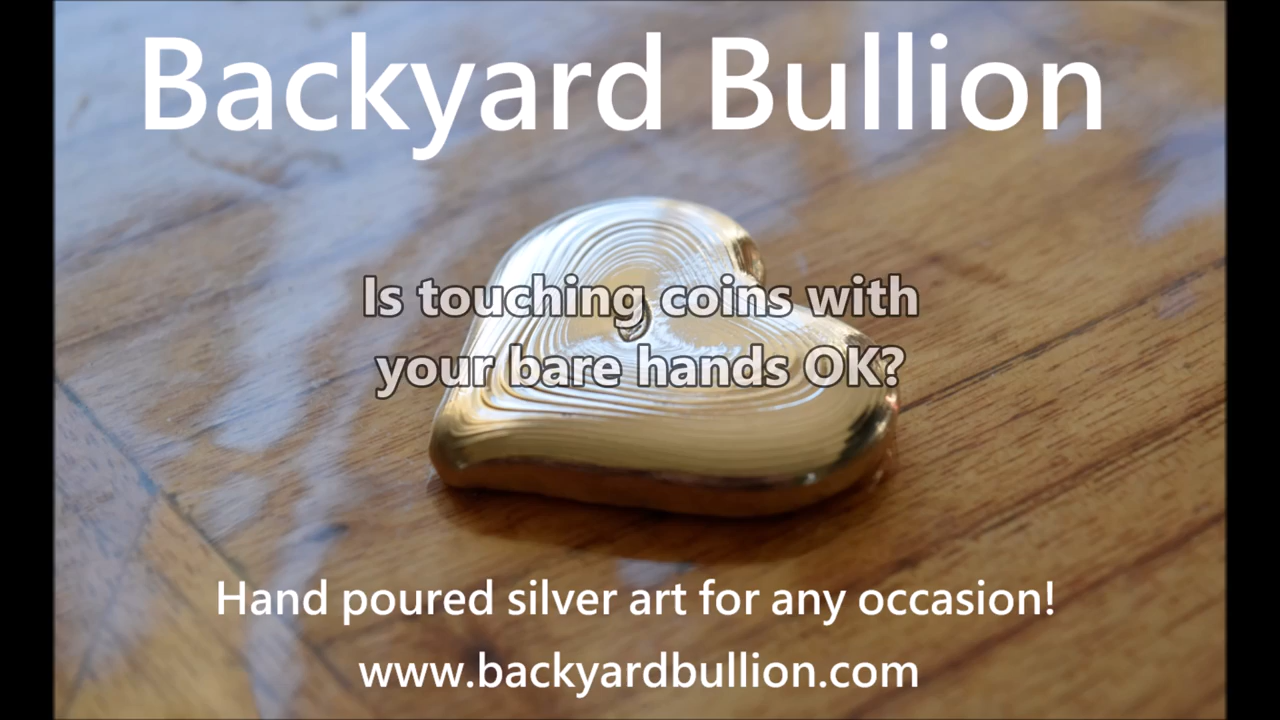 Backyard Bullion
Is touching coins with
your bare hands OK?
Hand poured silver art for any occasion!
www.backyardbullion.com